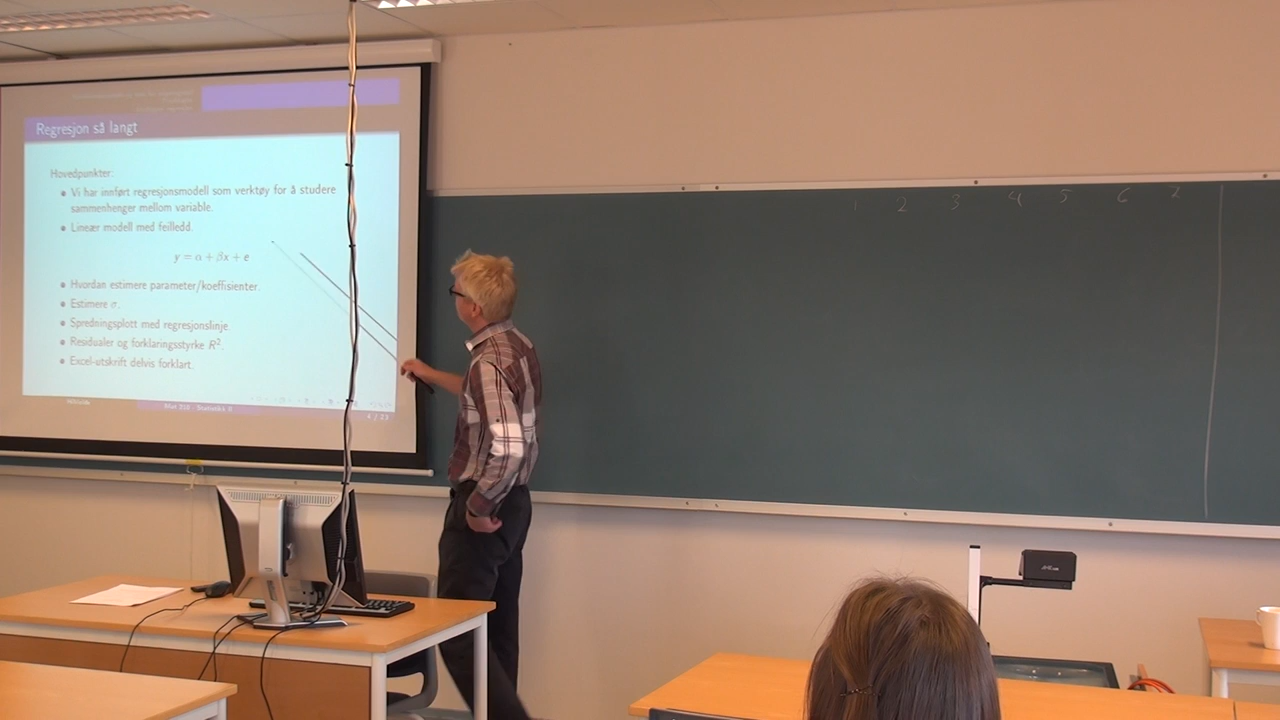 Regresjon så langt
Hovedpunkter:
Vi har innført regresjonsmodell som verktøy for å studere
sammenhenger mellom variable.
Lineær modell med feilledd.
y = α + βx + e
Hvordan estimere parameter/koeffisienter.
Estimere σ.
Spredningsplott med regresjonslinje.
Residualer og forklaringsstyrke R².
Excel-utskrift delvis forklart.
Statistikk II
1 2 3 4 5 6 7